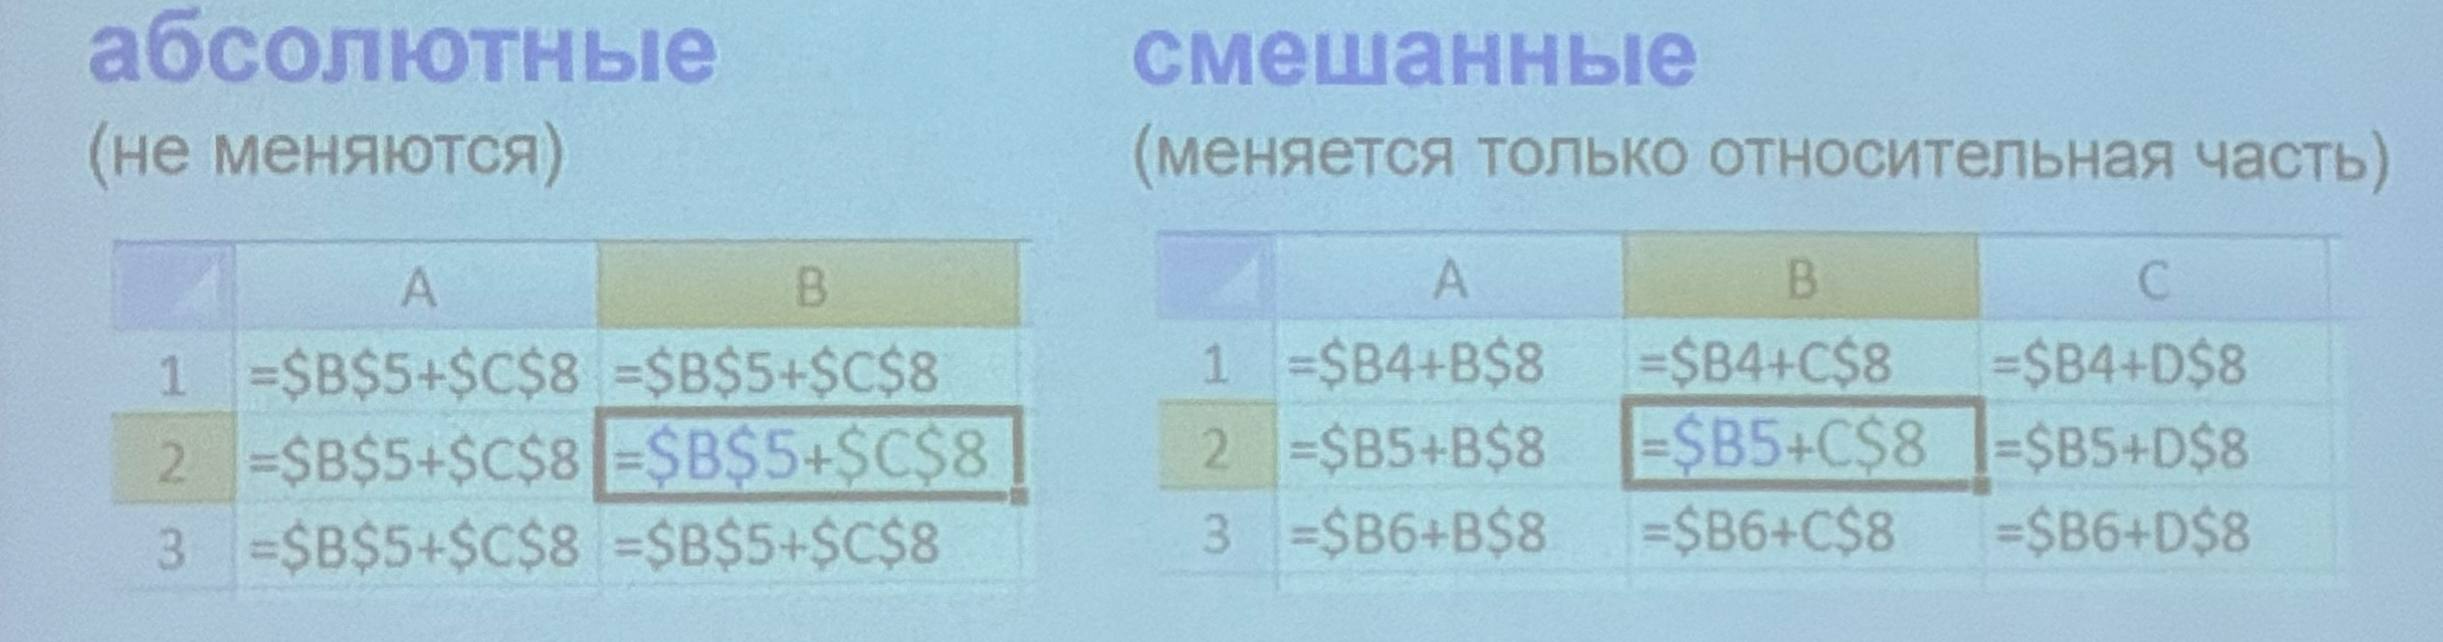 абсолютные
(не меняются)
A B
1 =$B$5+$C$8 =$B$5+$C$8
2 =$B$5+$C$8 =$B$5+$C$8
3 =$B$5+$C$8 =$B$5+$C$8
смешанные
(меняется только относительная часть)
A B C
1 =$B4+B$8 =$B4+C$8 =$B4+D$8
2 =$B5+B$8 =$B5+C$8 =$B5+D$8
3 =$B6+B$8 =$B6+C$8 =$B6+D$8